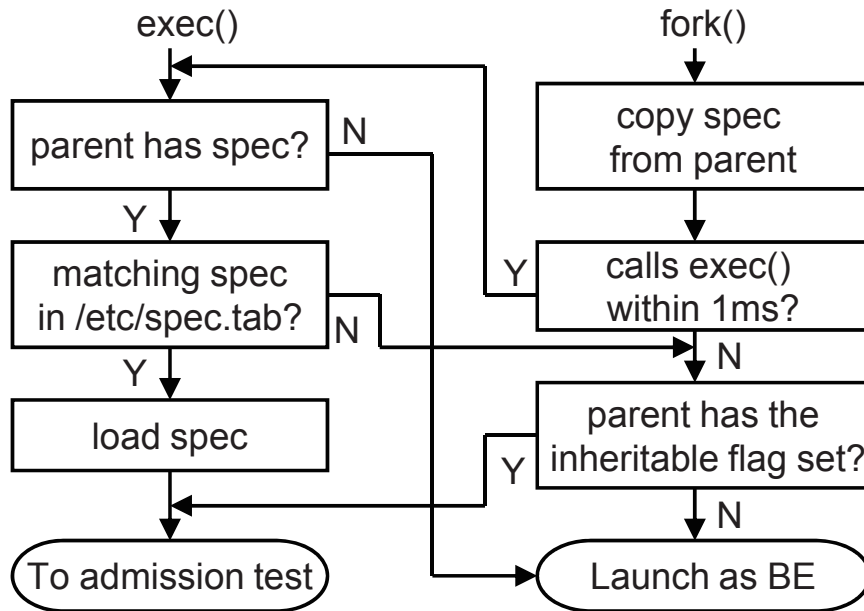 exec()
parent has spec?
N
Y
matching spec
in /etc/spec.tab?
N
Y
load spec
To admission test
fork()
copy spec
from parent
calls exec()
within 1ms?
Y
N
parent has the
inheritable flag set?
Y
N
Launch as BE